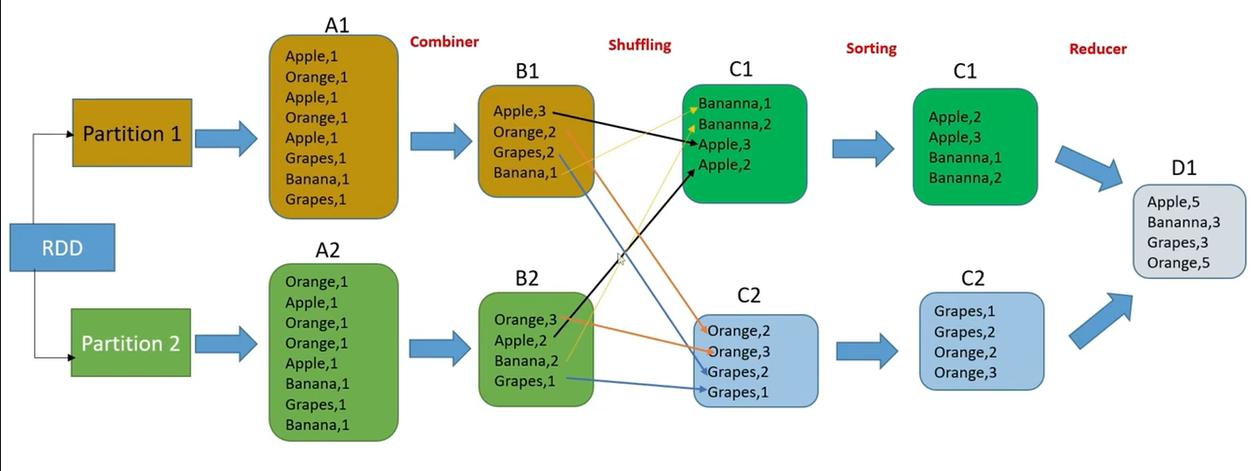 RDD
Partition 1
Partition 2
A1
Apple,1
Orange,1
Apple,1
Orange,1
Apple,1
Grapes,1
Banana,1
Grapes,1
A2
Orange,1
Apple,1
Orange,1
Orange,1
Apple,1
Banana,1
Grapes,1
Banana,1
Combiner
B1
Apple,3
Orange,2
Grapes,2
Banana,1
B2
Orange,3
Apple,2
Banana,2
Grapes,1
Shuffling
C1
Bananna,1
Bananna,2
Apple,3
Apple,2
C2
Orange,2
Orange,3
Grapes,2
Grapes,1
Sorting
C1
Apple,2
Apple,3
Bananna,1
Bananna,2
C2
Grapes,1
Grapes,2
Orange,2
Orange,3
Reducer
D1
Apple,5
Bananna,3
Grapes,3
Orange,5